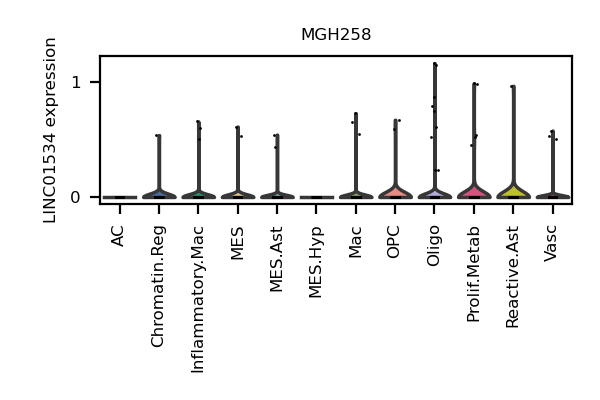 MGH258
LINC01534 expression
1
0
AC
Chromatin.Reg
Inflammatory.Mac
MES
MES.Ast
MES.Hyp
Mac
OPC
Oligo
Prolif.Metab
Reactive.Ast
Vasc